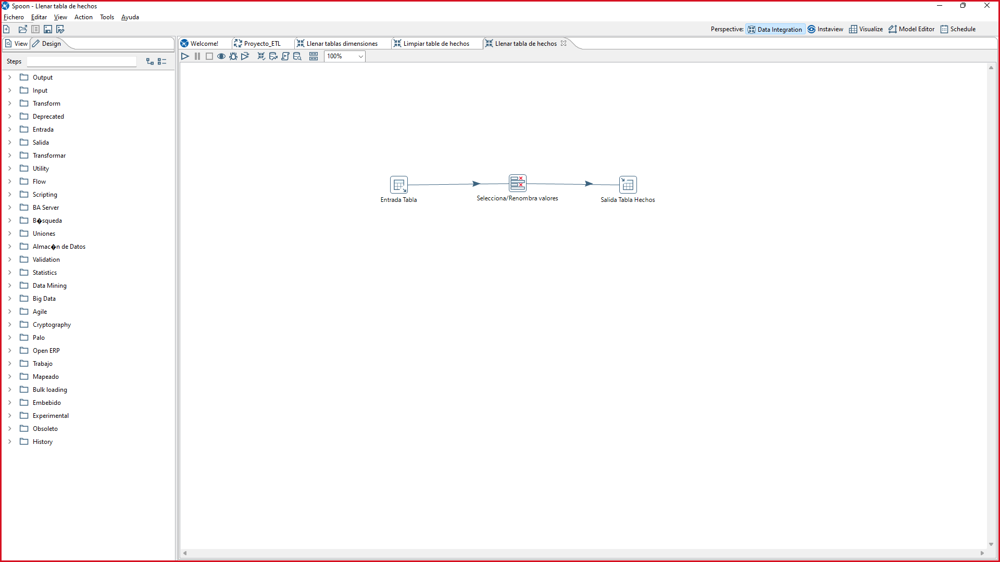 Spoon - Llenar tabla de hechos
Fichero Editar View Action Tools Ayuda
Perspective: Data Integration Instaview Visualize Model Editor Schedule
View Design
Welcome! Proyecto_ETL Llenar tablas dimensiones Limpiar table de hechos Llenar tabla de hechos
100%
Steps
Output
Input
Transform
Deprecated
Entrada
Salida
Transformar
Utility
Flow
Scripting
BA Server
B�squeda
Uniones
Almac�n de Datos
Validation
Statistics
Data Mining
Big Data
Agile
Cryptography
Palo
Open ERP
Trabajo
Mapeado
Bulk loading
Embebido
Experimental
Obsoleto
History
Entrada Tabla
Selecciona/Renombra valores
Salida Tabla Hechos